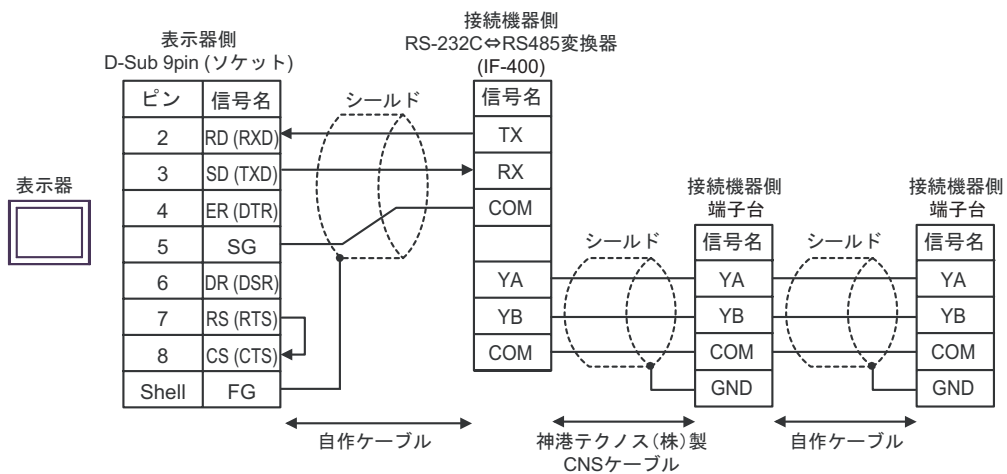 表示器側
D-Sub 9pin (ソケット)
接続機器側
RS-232C⇔RS485変換器
(IF-400)
表示器
ピン 信号名
2 RD (RXD)
3 SD (TXD)
4 ER (DTR)
5 SG
6 DR (DSR)
7 RS (RTS)
8 CS (CTS)
Shell FG
シールド
信号名
TX
RX
COM
YA
YB
COM
シールド
接続機器側
端子台
信号名
YA
YB
COM
GND
シールド
接続機器側
端子台
信号名
YA
YB
COM
GND
自作ケーブル
神港テクノス(株)製
CNSケーブル
自作ケーブル